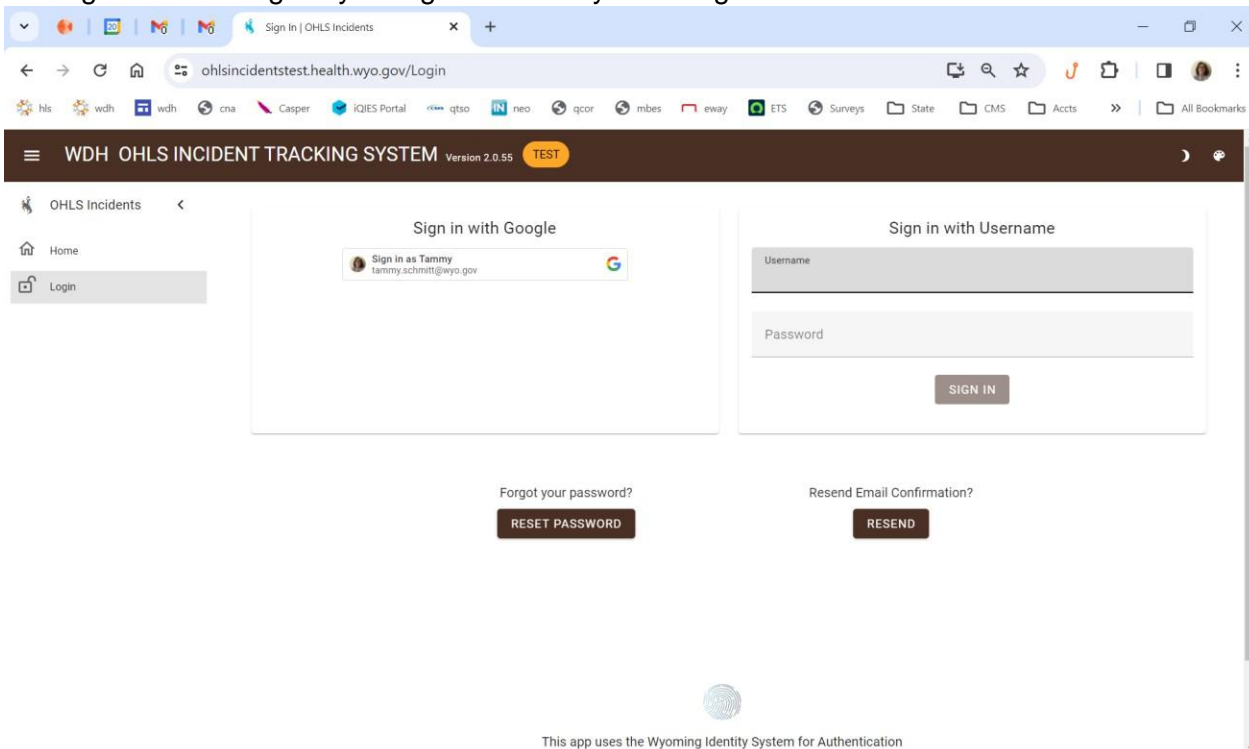 20
Sign In | OHLS Incidents
ohlsincidentstest.health.wyo.gov/Login
hls wdh wdh cna Casper iQIES Portal qtso IN neo qcor mbes eway ETS Surveys State CMS Accts » All Bookmarks
WDH OHLS INCIDENT TRACKING SYSTEM Version 2.0.55 TEST
OHLS Incidents
Home
Login
Sign in with Google
Sign in as Tammy
tammy.schmitt@wyo.gov
Sign in with Username
Username
Password
SIGN IN
Forgot your password?
RESET PASSWORD
Resend Email Confirmation?
RESEND
This app uses the Wyoming Identity System for Authentication